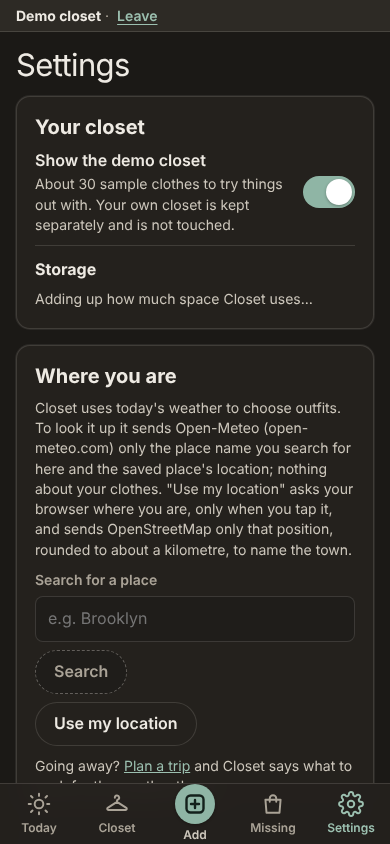 Demo closet · Leave
Settings
Your closet
Show the demo closet
About 30 sample clothes to try things
out with. Your own closet is kept
separately and is not touched.
Storage
Adding up how much space Closet uses...
Where you are
Closet uses today's weather to choose outfits.
To look it up it sends Open-Meteo (open-
meteo.com) only the place name you search for
here and the saved place's location; nothing
about your clothes. "Use my location" asks your
browser where you are, only when you tap it,
and sends OpenStreetMap only that position,
rounded to about a kilometre, to name the town.
Search for a place
e.g. Brooklyn
Search
Use my location
Going away? Plan a trip and Closet says what to
Today
Closet
Add
Missing
Settings